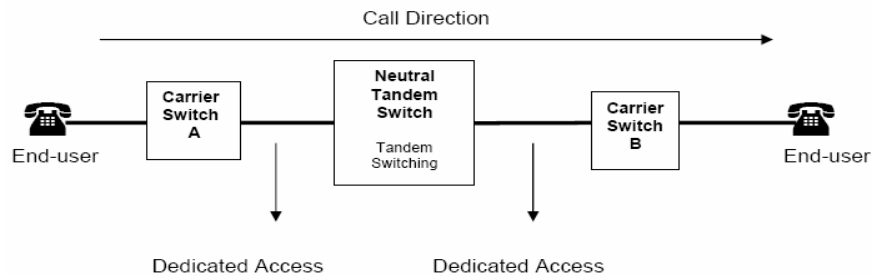 Call Direction
Carrier
Switch
A
Neutral
Tandem
Switch
Tandem
Switching
Carrier
Switch
B
End-user
End-user
Dedicated Access
Dedicated Access